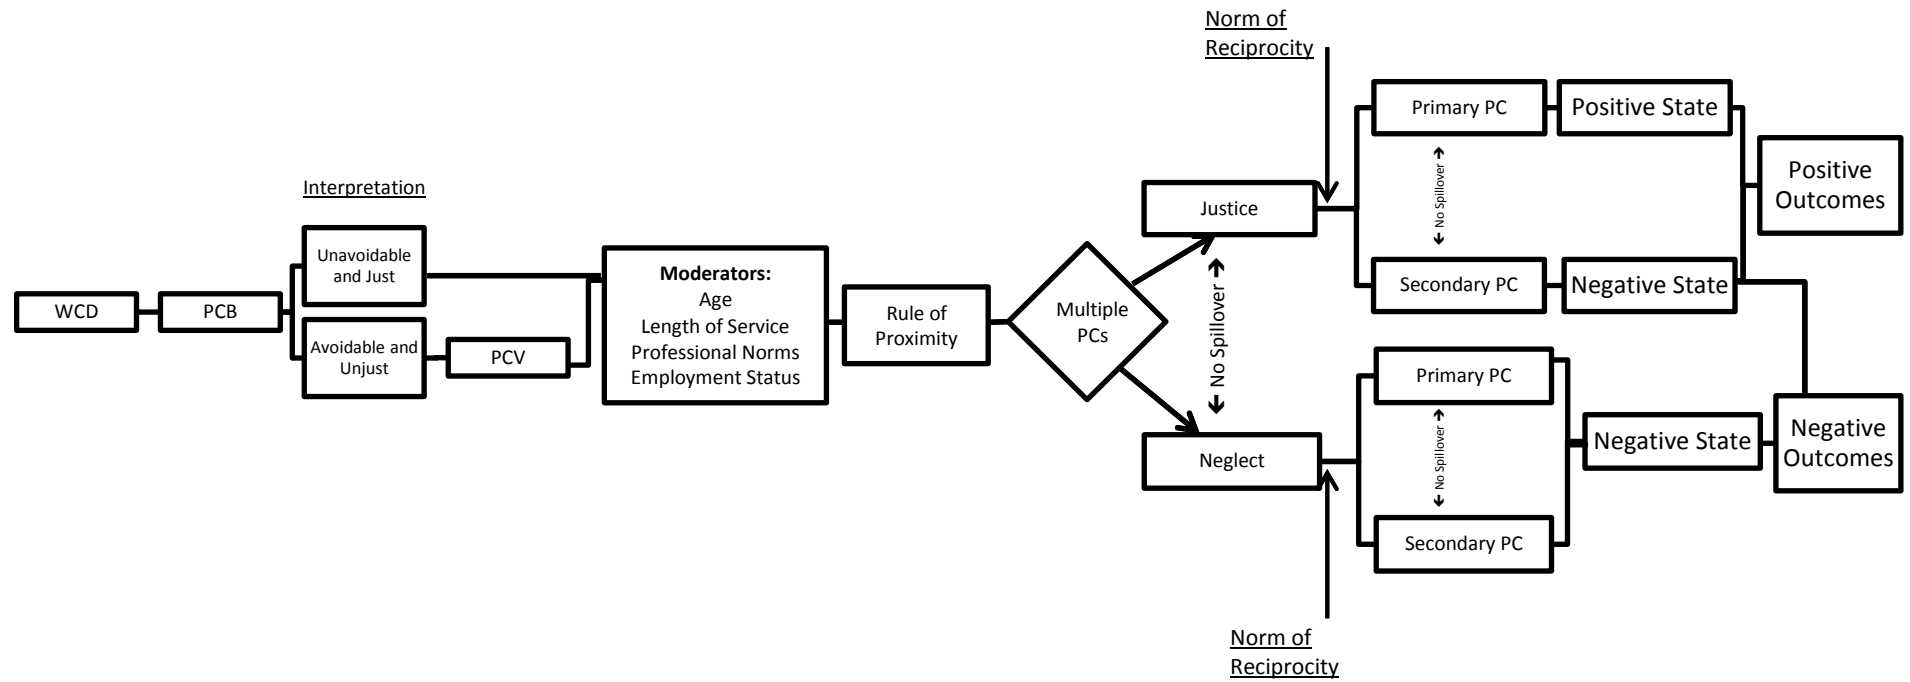 Norm of
Reciprocity
Interpretation
WCD
PCB
Unavoidable
and Just
Avoidable and
Unjust
PCV
Moderators:
Age
Length of Service
Professional Norms
Employment Status
Rule of
Proximity
Multiple
PCs
Justice
No Spillover
Neglect
Primary PC
Positive State
No Spillover
Secondary PC
Negative State
Positive
Outcomes
Primary PC
No Spillover
Secondary PC
Negative State
Negative
Outcomes
Norm of
Reciprocity